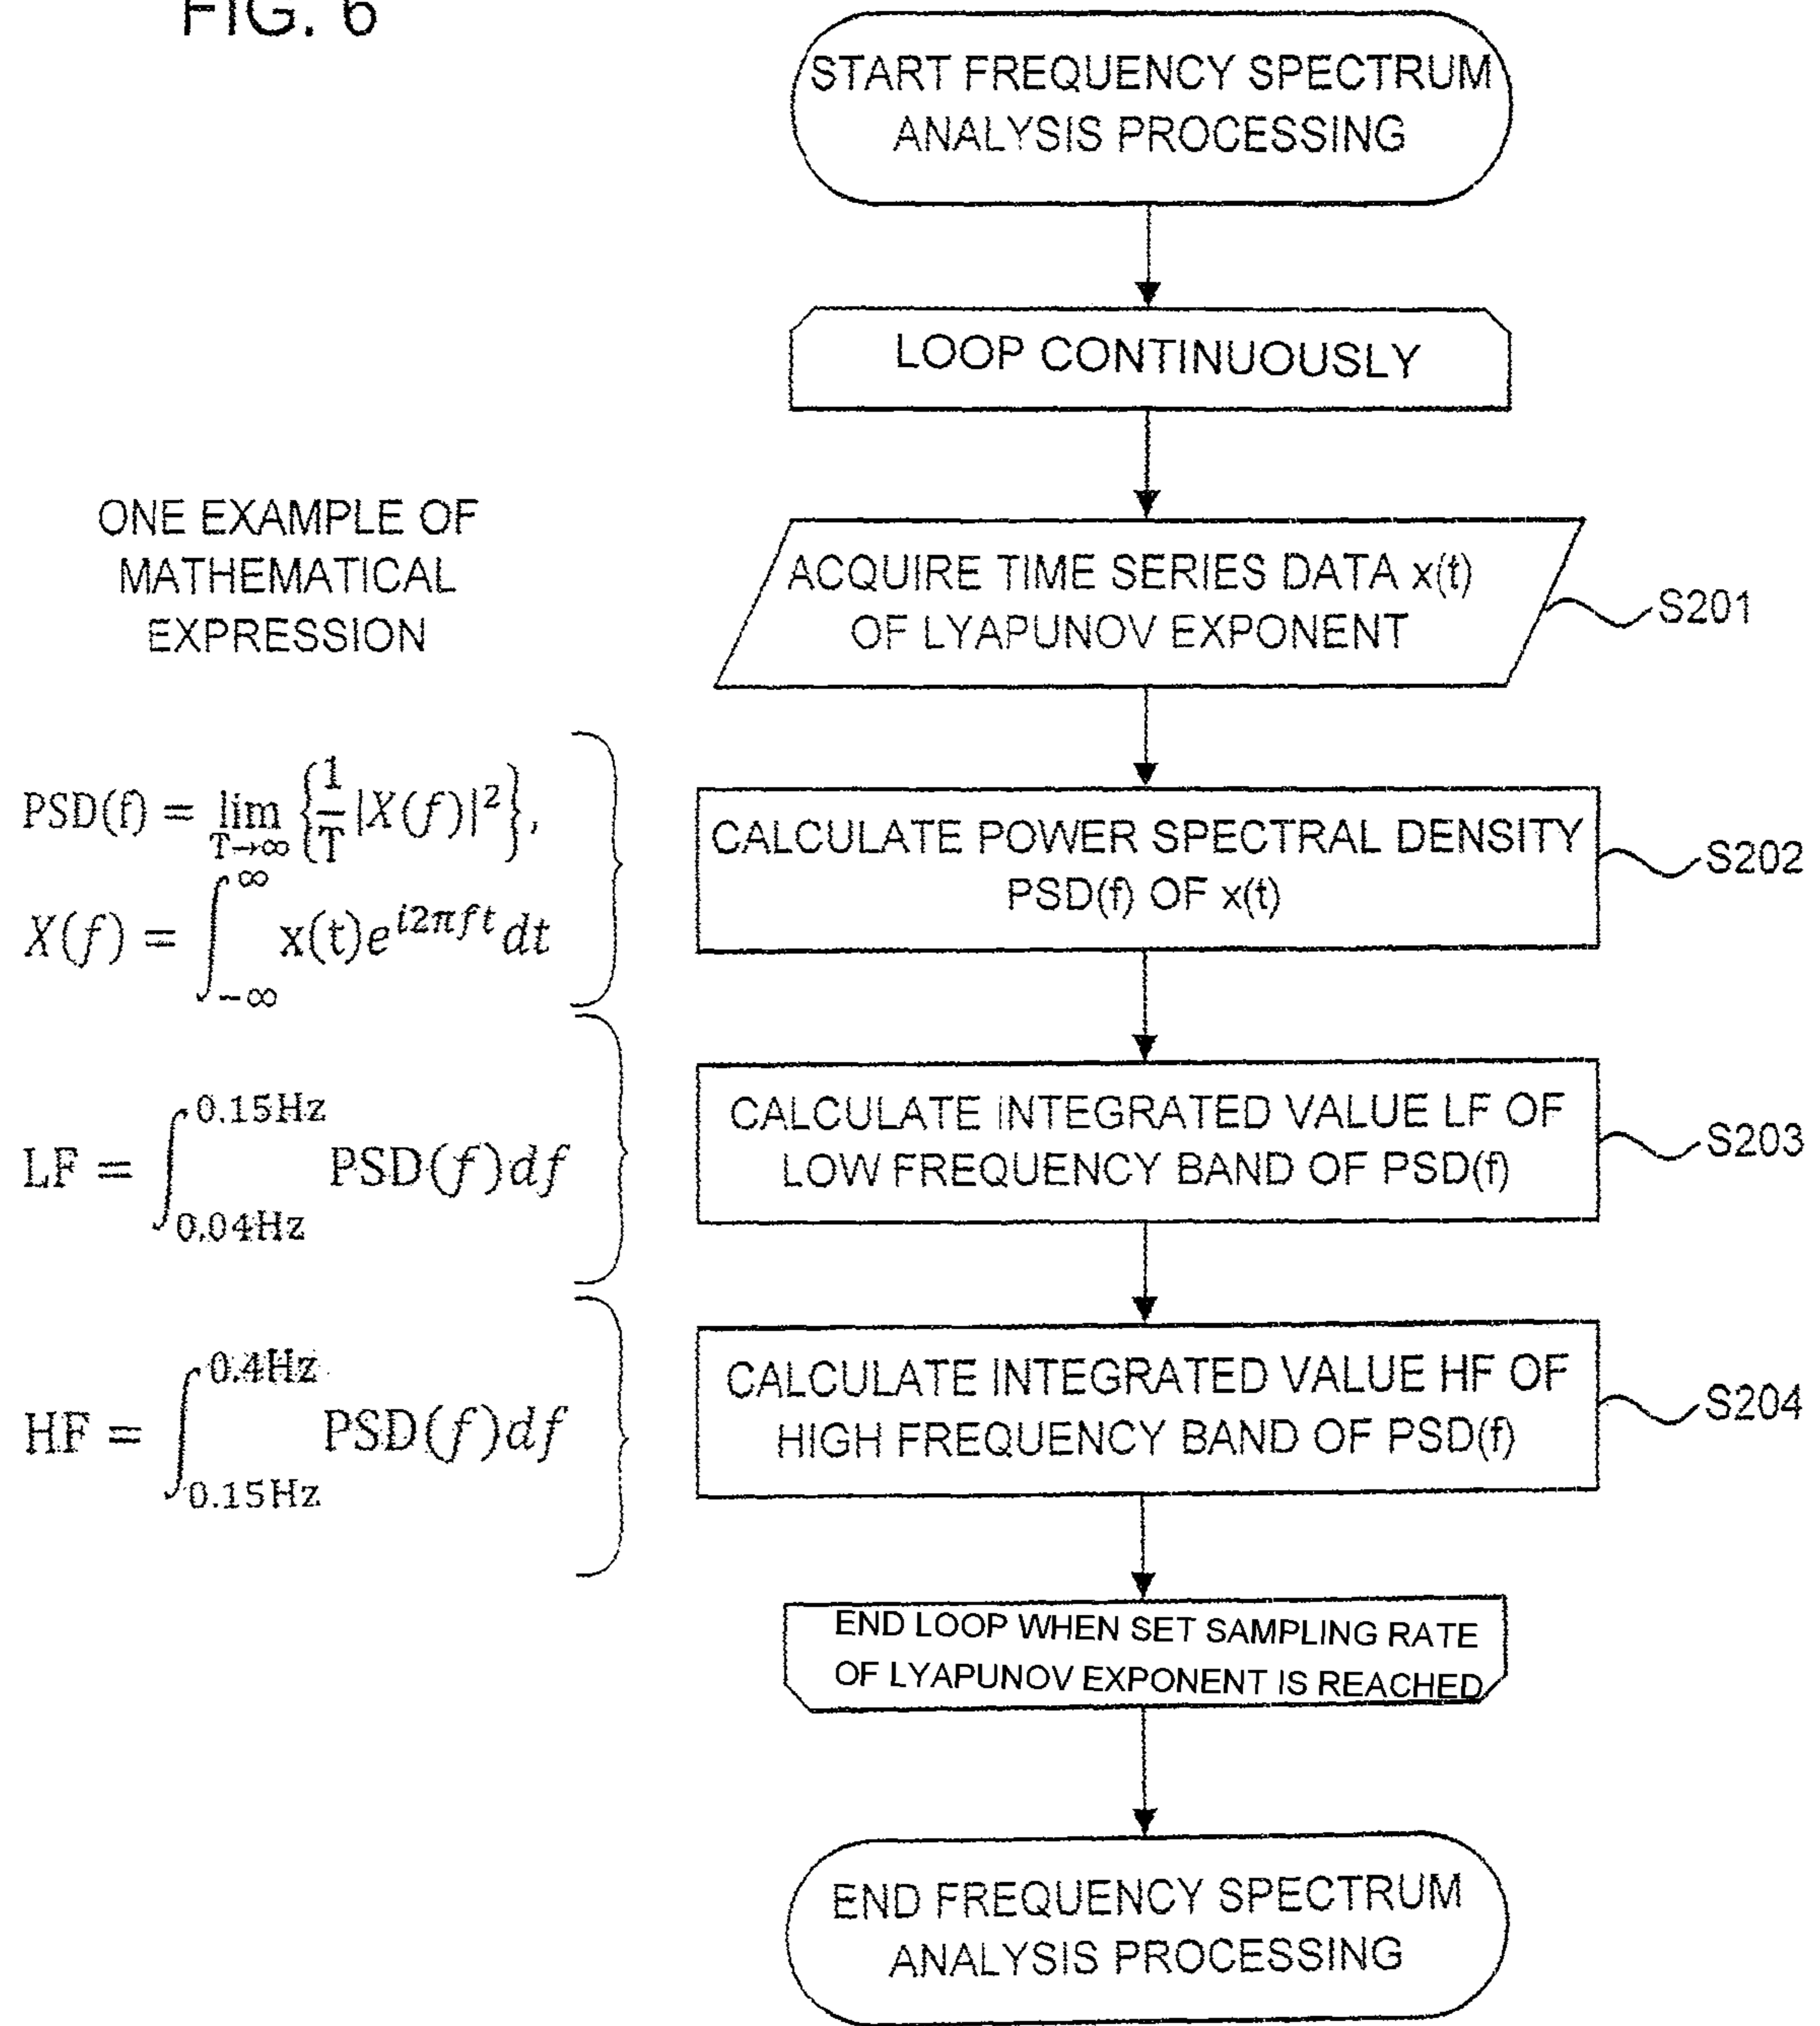 FIG. 6
START FREQUENCY SPECTRUM
ANALYSIS PROCESSING
LOOP CONTINUOUSLY
ONE EXAMPLE OF
MATHEMATICAL
EXPRESSION
ACQUIRE TIME SERIES DATA x(t)
OF LYAPUNOV EXPONENT
S201
PSD(f) = lim_{T→∞} {1/T |X(f)|²},
X(f) = ∫_{-∞}^{∞} x(t)e^{i2πft} dt
CALCULATE POWER SPECTRAL DENSITY
PSD(f) OF x(t)
S202
LF = ∫_{0.04Hz}^{0.15Hz} PSD(f)df
CALCULATE INTEGRATED VALUE LF OF
LOW FREQUENCY BAND OF PSD(f)
S203
HF = ∫_{0.15Hz}^{0.4Hz} PSD(f)df
CALCULATE INTEGRATED VALUE HF OF
HIGH FREQUENCY BAND OF PSD(f)
S204
END LOOP WHEN SET SAMPLING RATE
OF LYAPUNOV EXPONENT IS REACHED
END FREQUENCY SPECTRUM
ANALYSIS PROCESSING